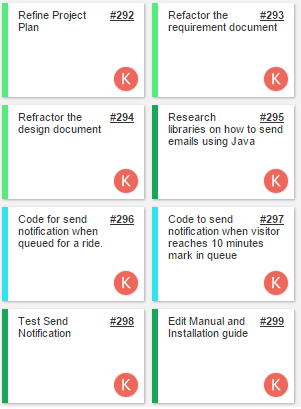 Refine Project #292
Plan
K
Refactor the #293
requirement document
K
Refractor the #294
design document
K
Research #295
libraries on how to send
emails using Java
K
Code for send #296
notification when
queued for a ride.
K
Code to send #297
notification when visitor
reaches 10 minutes
mark in queue
K
Test Send #298
Notification
K
Edit Manual and #299
Installation guide
K